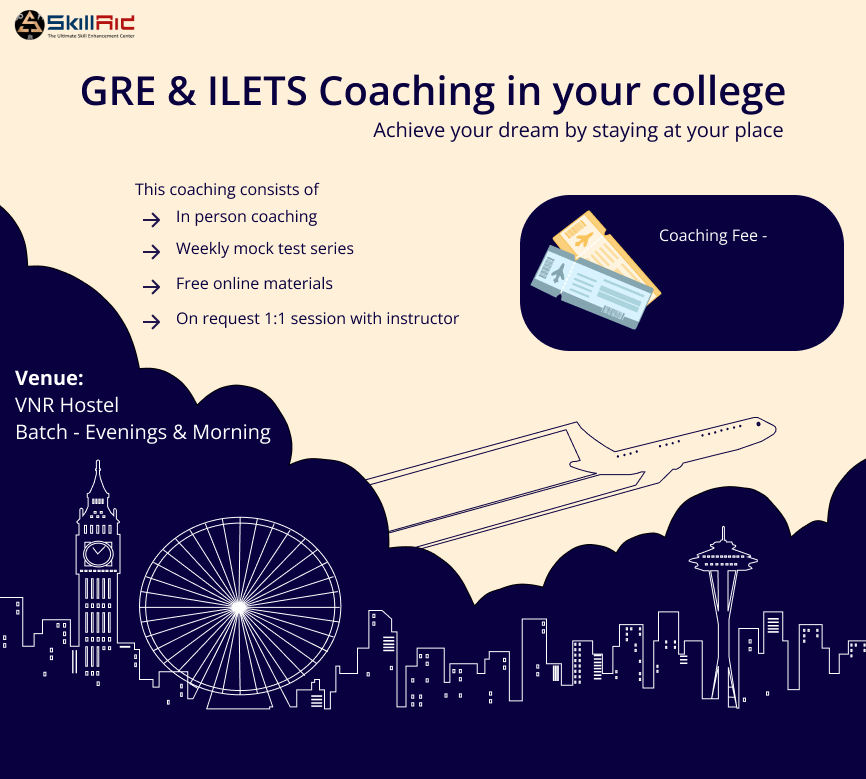 SkillAid
The Ultimate Skill Enhancement Center
GRE & ILETS Coaching in your college
Achieve your dream by staying at your place
This coaching consists of
In person coaching
Weekly mock test series
Free online materials
On request 1:1 session with instructor
Coaching Fee -
Venue:
VNR Hostel
Batch - Evenings & Morning